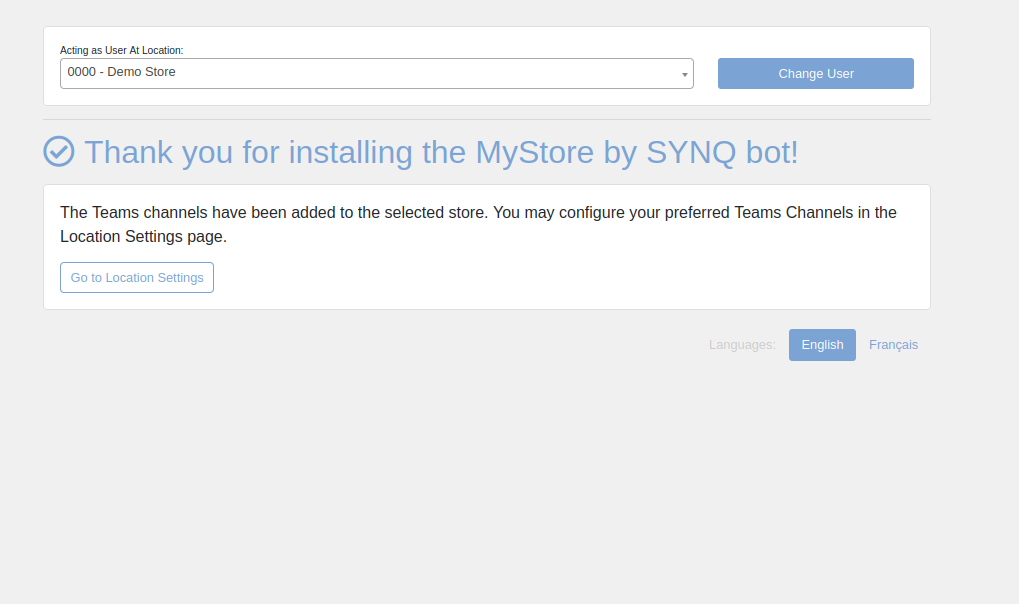 Acting as User At Location:
0000 - Demo Store
Change User
Thank you for installing the MyStore by SYNQ bot!
The Teams channels have been added to the selected store. You may configure your preferred Teams Channels in the
Location Settings page.
Go to Location Settings
Languages: English Français